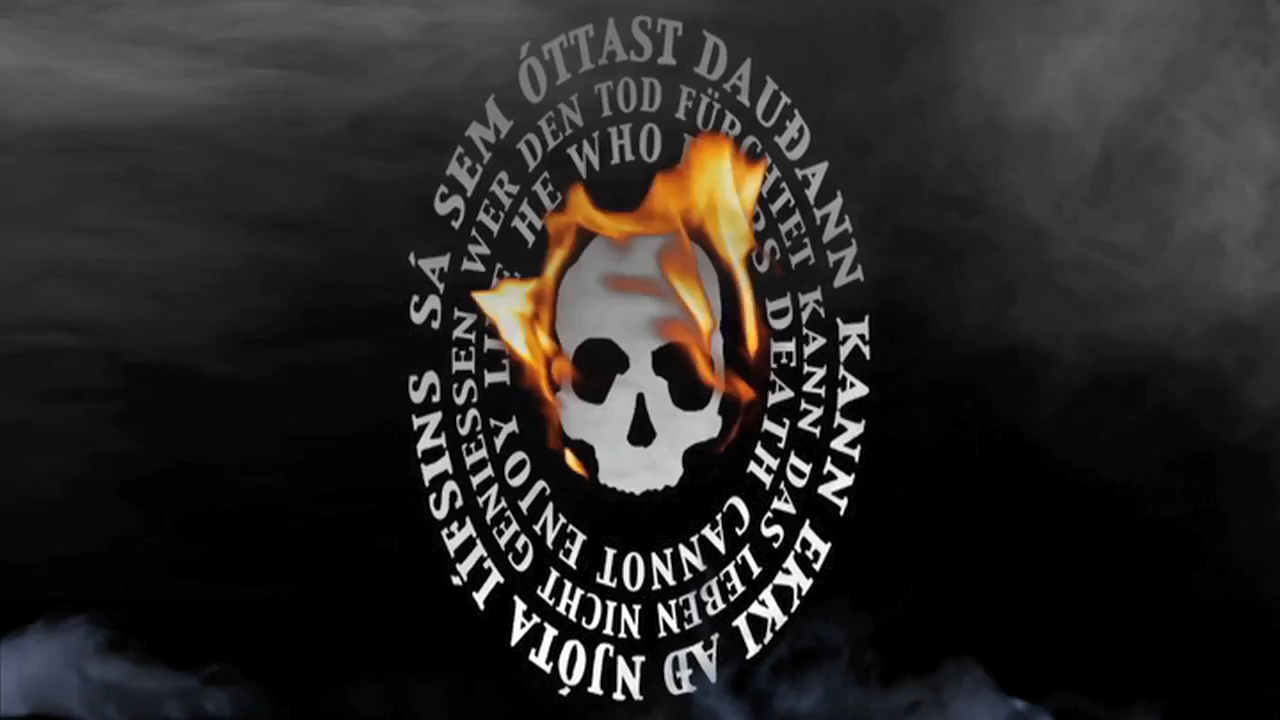 SÁ SEM ÓTTAST DAUÐANN KANN EKKI AÐ NJÓTA LÍFSINS
WER DEN TOD FÜRCHTET KANN DAS LEBEN NICHT GENIESSEN
HE WHO DEATH CANNOT ENJOY